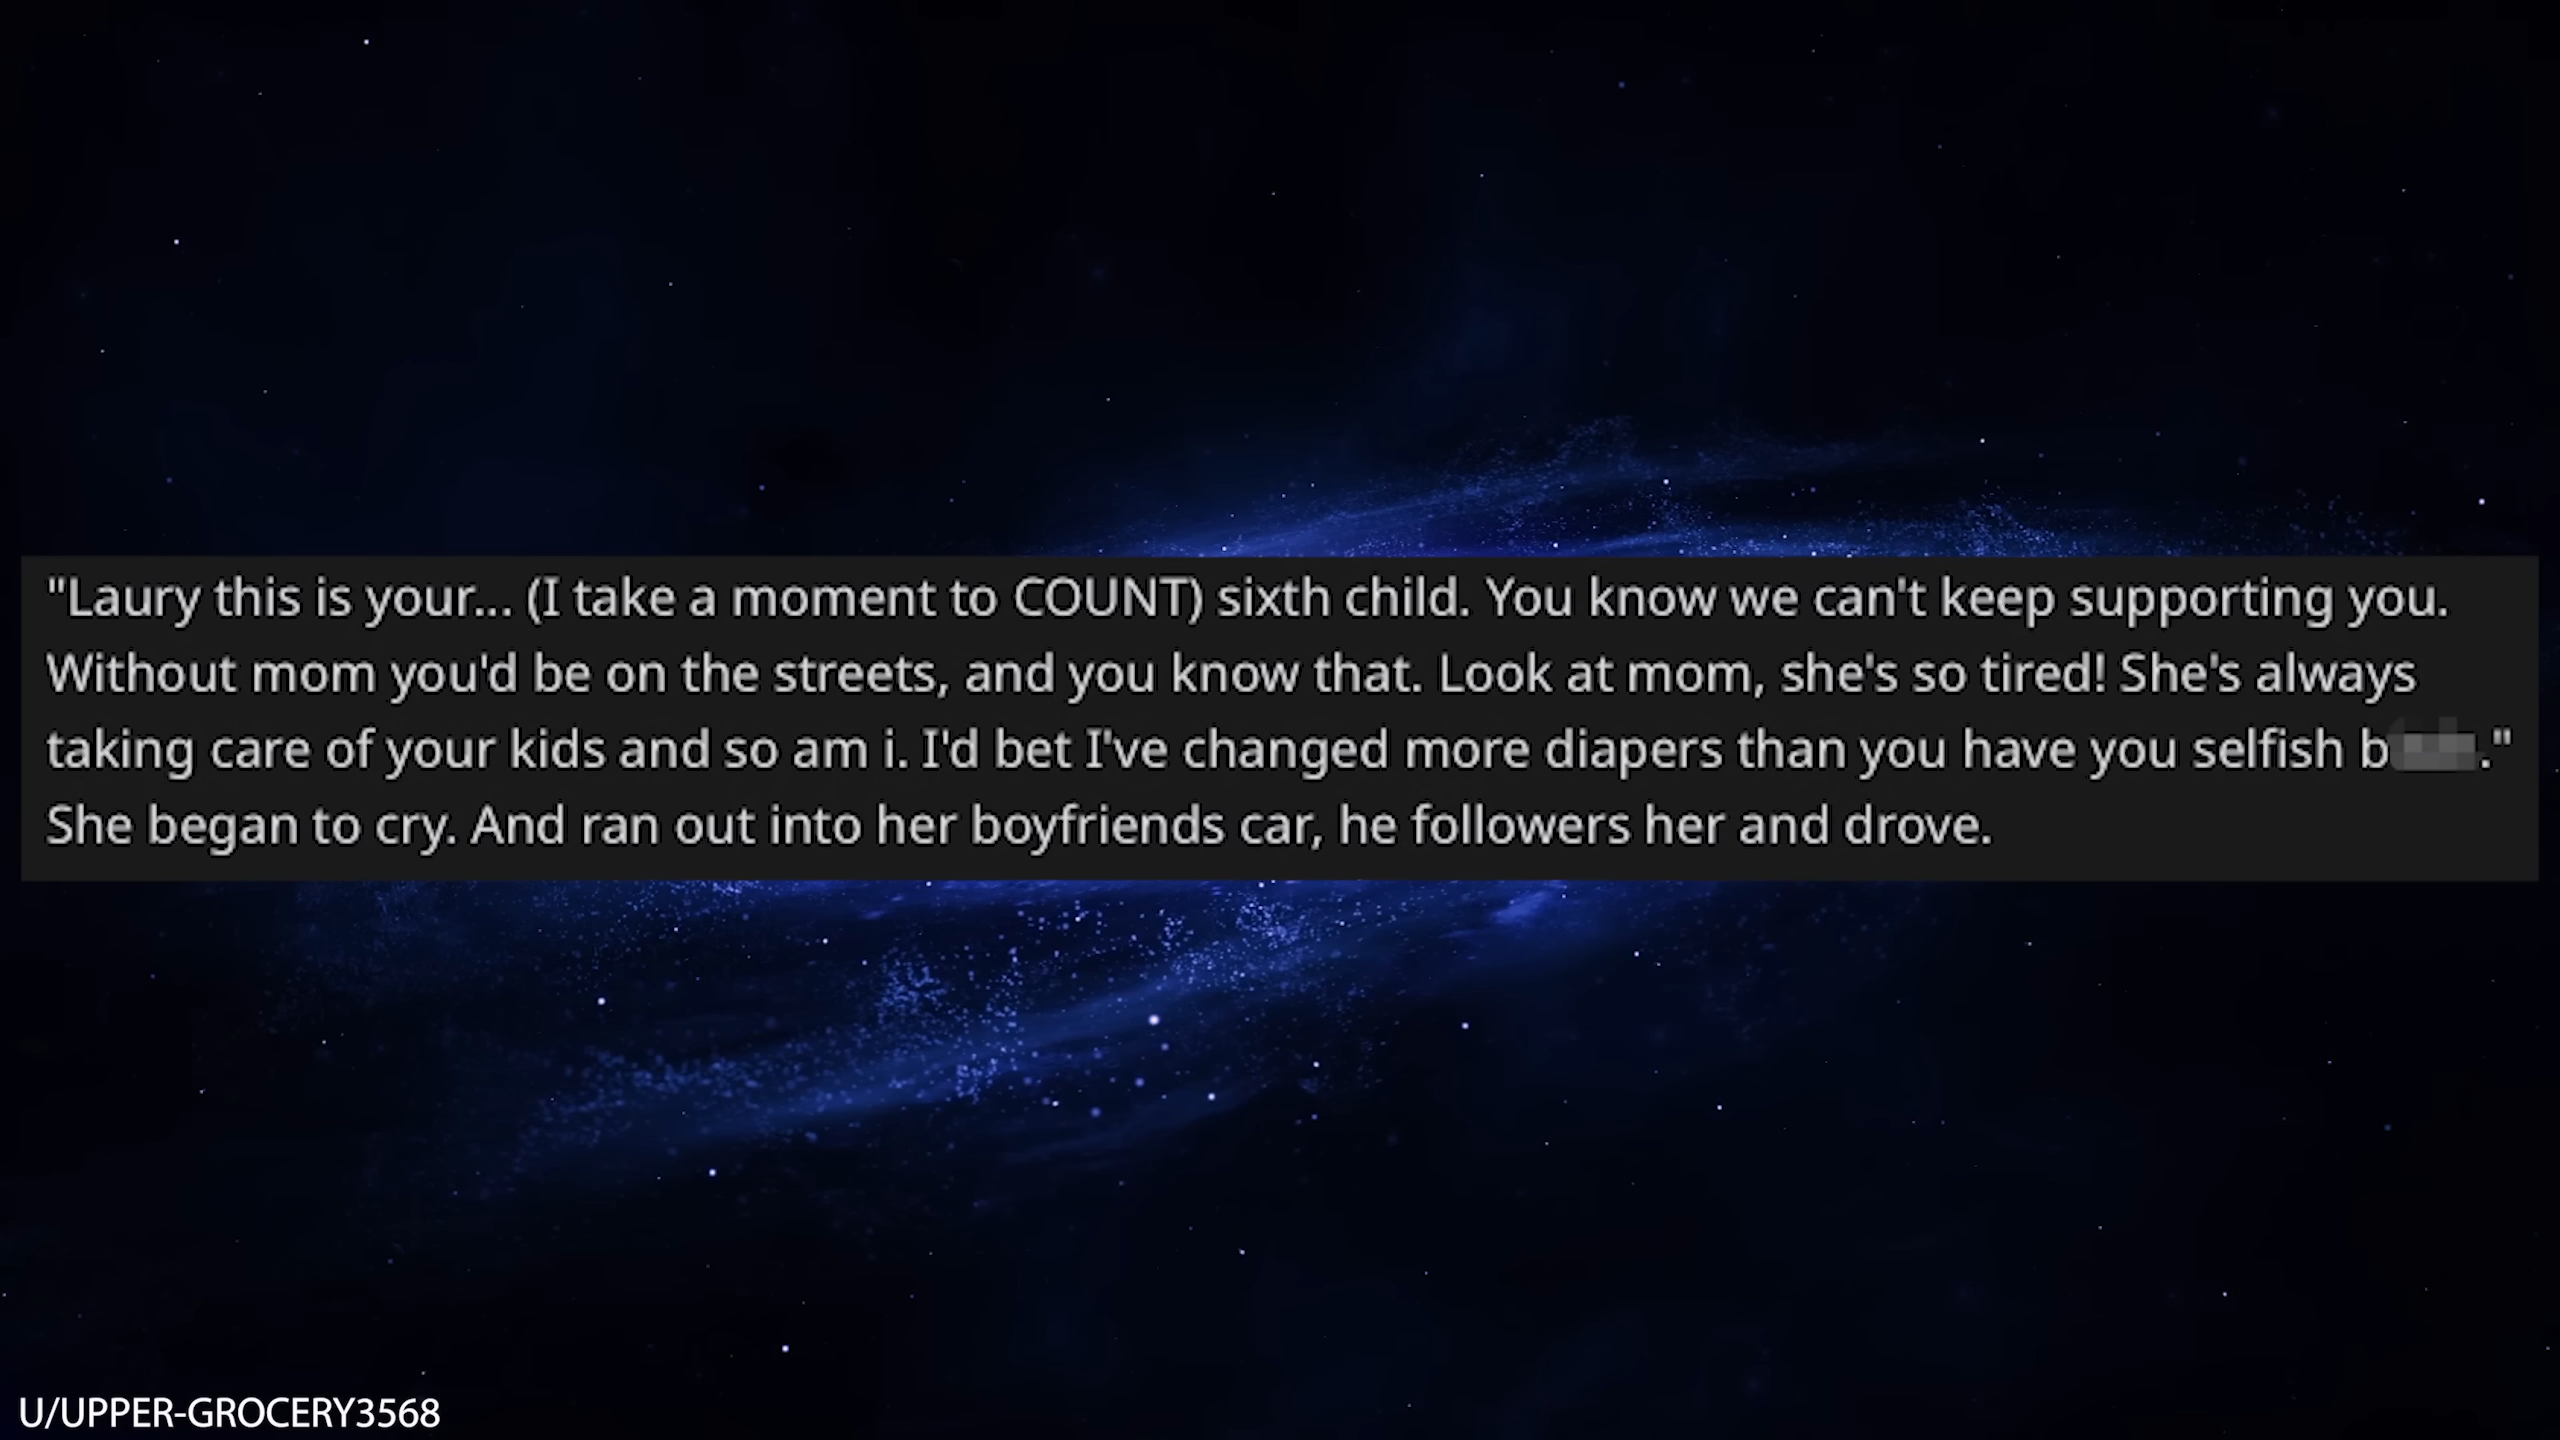 "Laury this is your... (I take a moment to COUNT) sixth child. You know we can't keep supporting you.
Without mom you'd be on the streets, and you know that. Look at mom, she's so tired! She's always
taking care of your kids and so am i. I'd bet I've changed more diapers than you have you selfish b."
She began to cry. And ran out into her boyfriends car, he followers her and drove.
U/UPPER-GROCERY3568